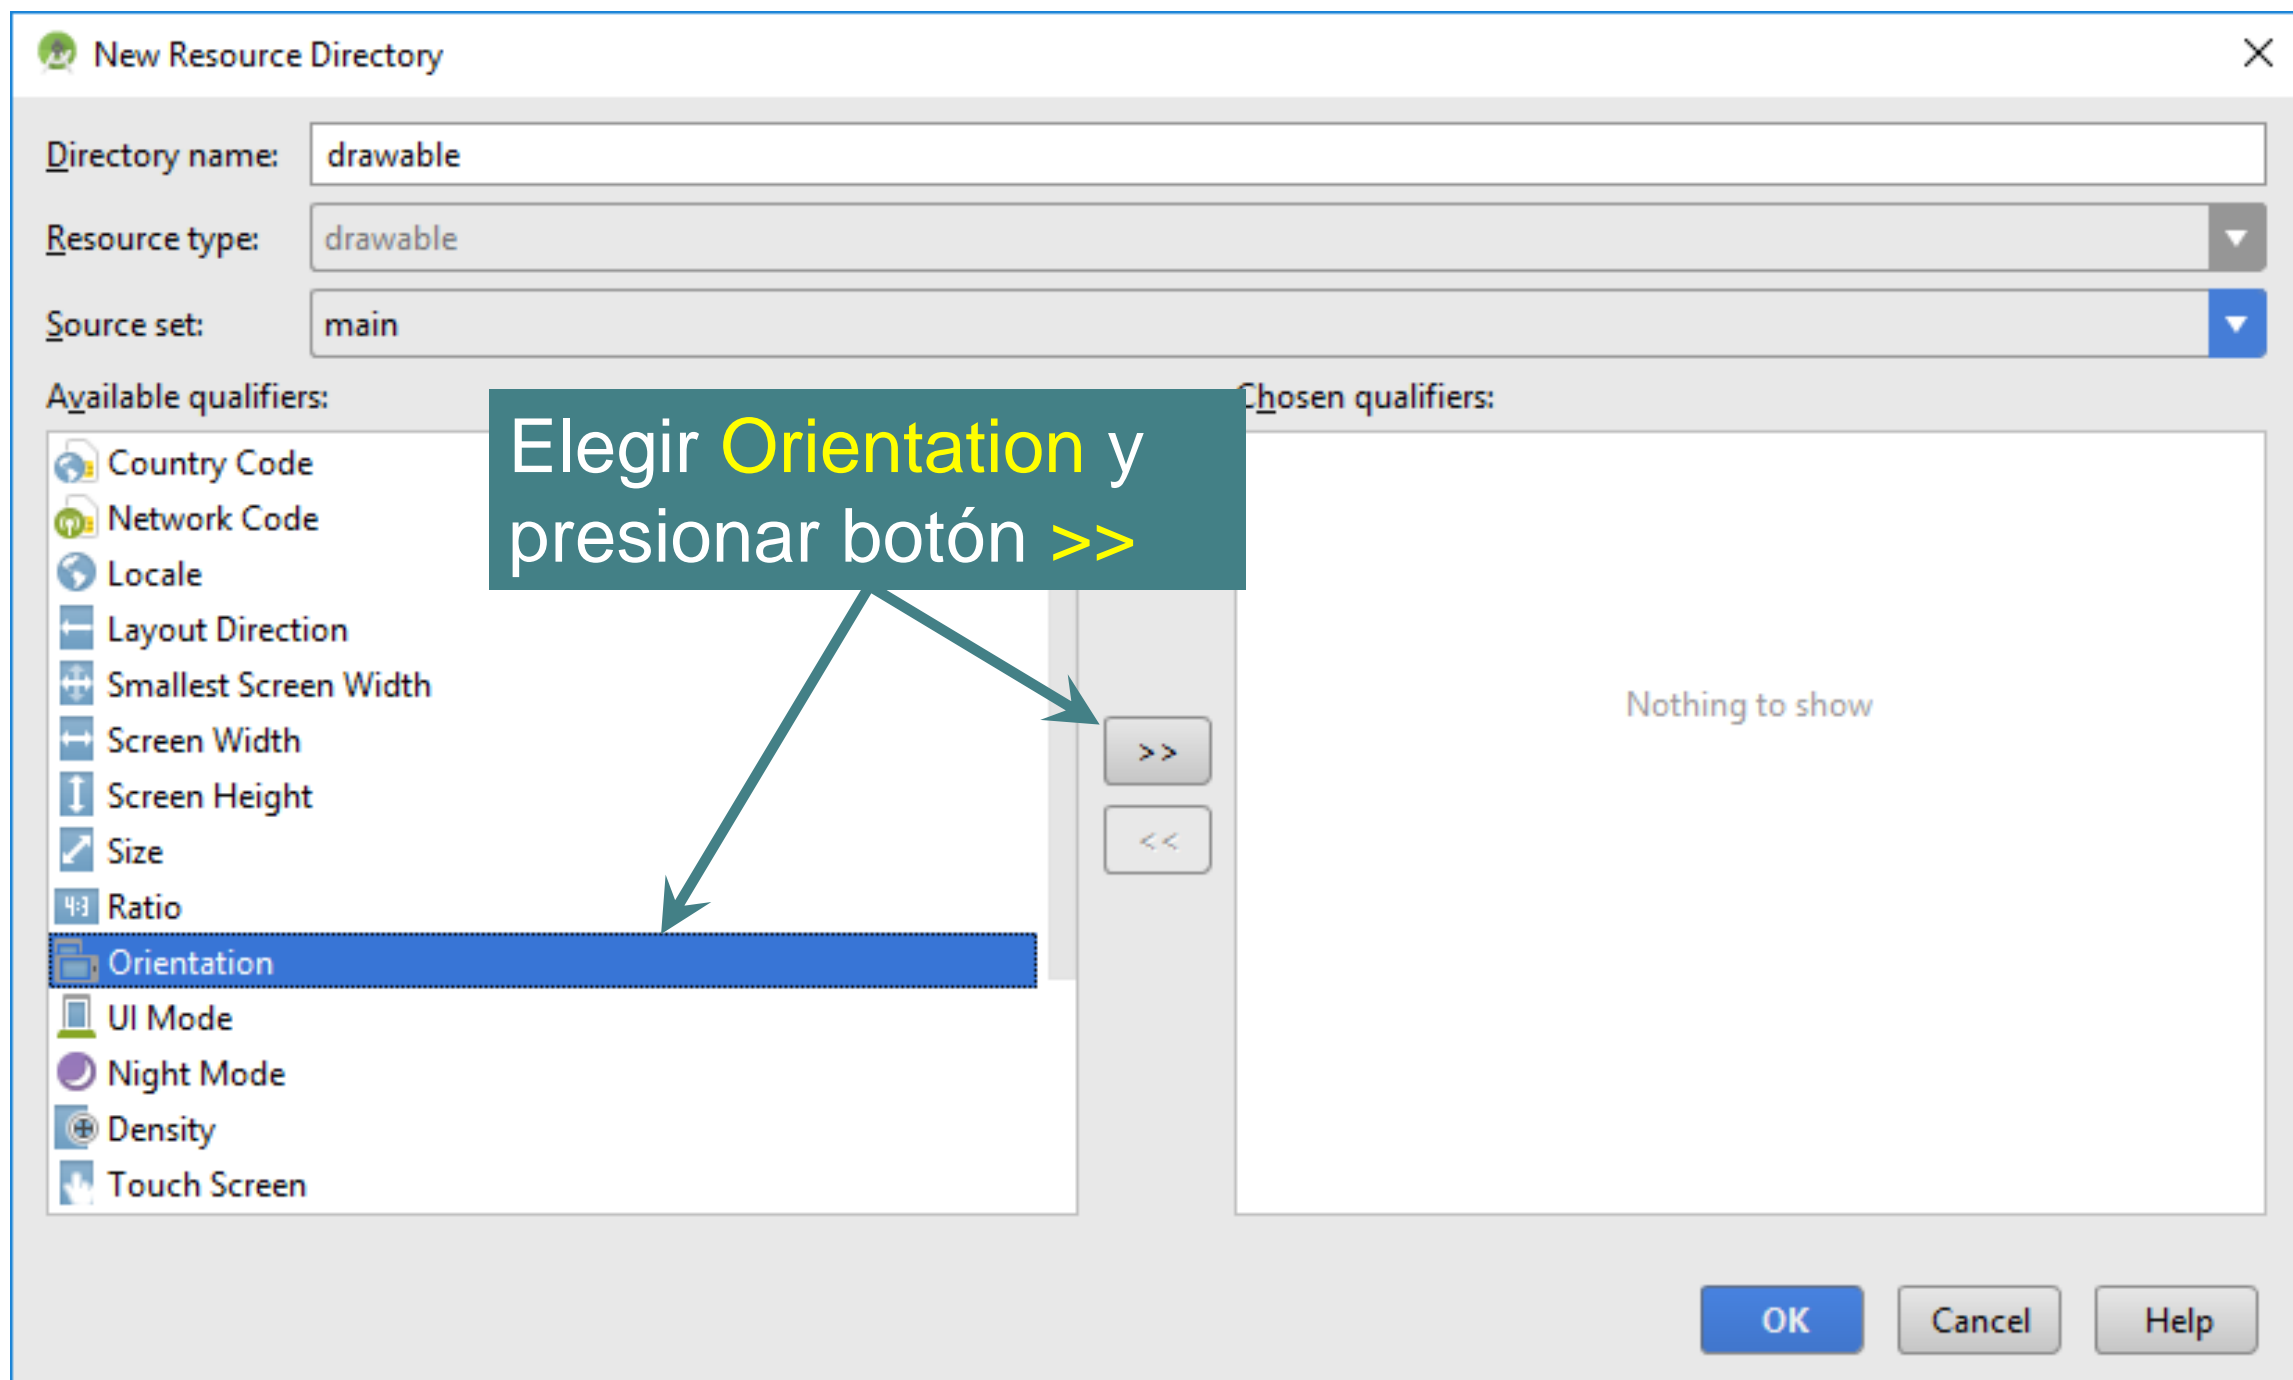 New Resource Directory
Directory name: drawable
Resource type: drawable
Source set: main
Available qualifiers:
Chosen qualifiers:
Elegir Orientation y
presionar botón >>
Country Code
Network Code
Locale
Layout Direction
Smallest Screen Width
Screen Width
Screen Height
Size
4:3 Ratio
Orientation
UI Mode
Night Mode
Density
Touch Screen
>>
<<
Nothing to show
OK Cancel Help